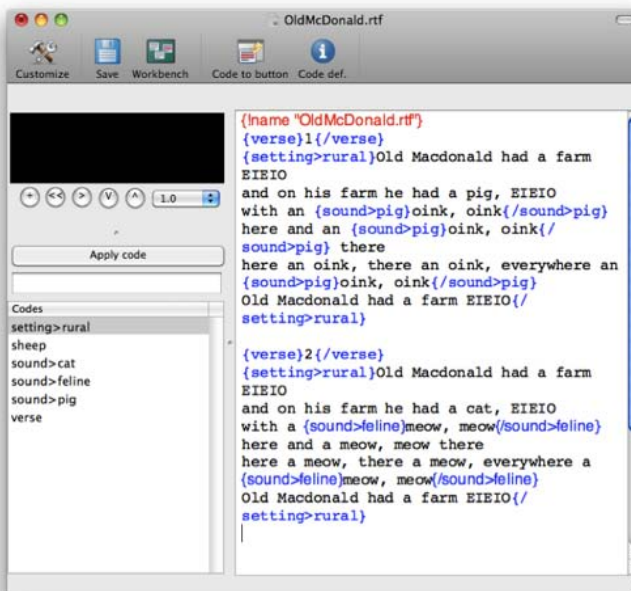 OldMcDonald.rtf
Customize Save Workbench Code to button Code def.
+ << > V ^ 1.0
Apply code
Codes
setting>rural
sheep
sound>cat
sound>feline
sound>pig
verse
{!name "OldMcDonald.rtf"}
{verse}1{/verse}
{setting>rural}Old Macdonald had a farm
EIEIO
and on his farm he had a pig, EIEIO
with an {sound>pig}oink, oink{/sound>pig}
here and an {sound>pig}oink, oink{/
sound>pig} there
here an oink, there an oink, everywhere an
{sound>pig}oink, oink{/sound>pig}
Old Macdonald had a farm EIEIO{/
setting>rural}
{verse}2{/verse}
{setting>rural}Old Macdonald had a farm
EIEIO
and on his farm he had a cat, EIEIO
with a {sound>feline}meow, meow{/sound>feline}
here and a meow, meow there
here a meow, there a meow, everywhere a
{sound>feline}meow, meow{/sound>feline}
Old Macdonald had a farm EIEIO{/
setting>rural}